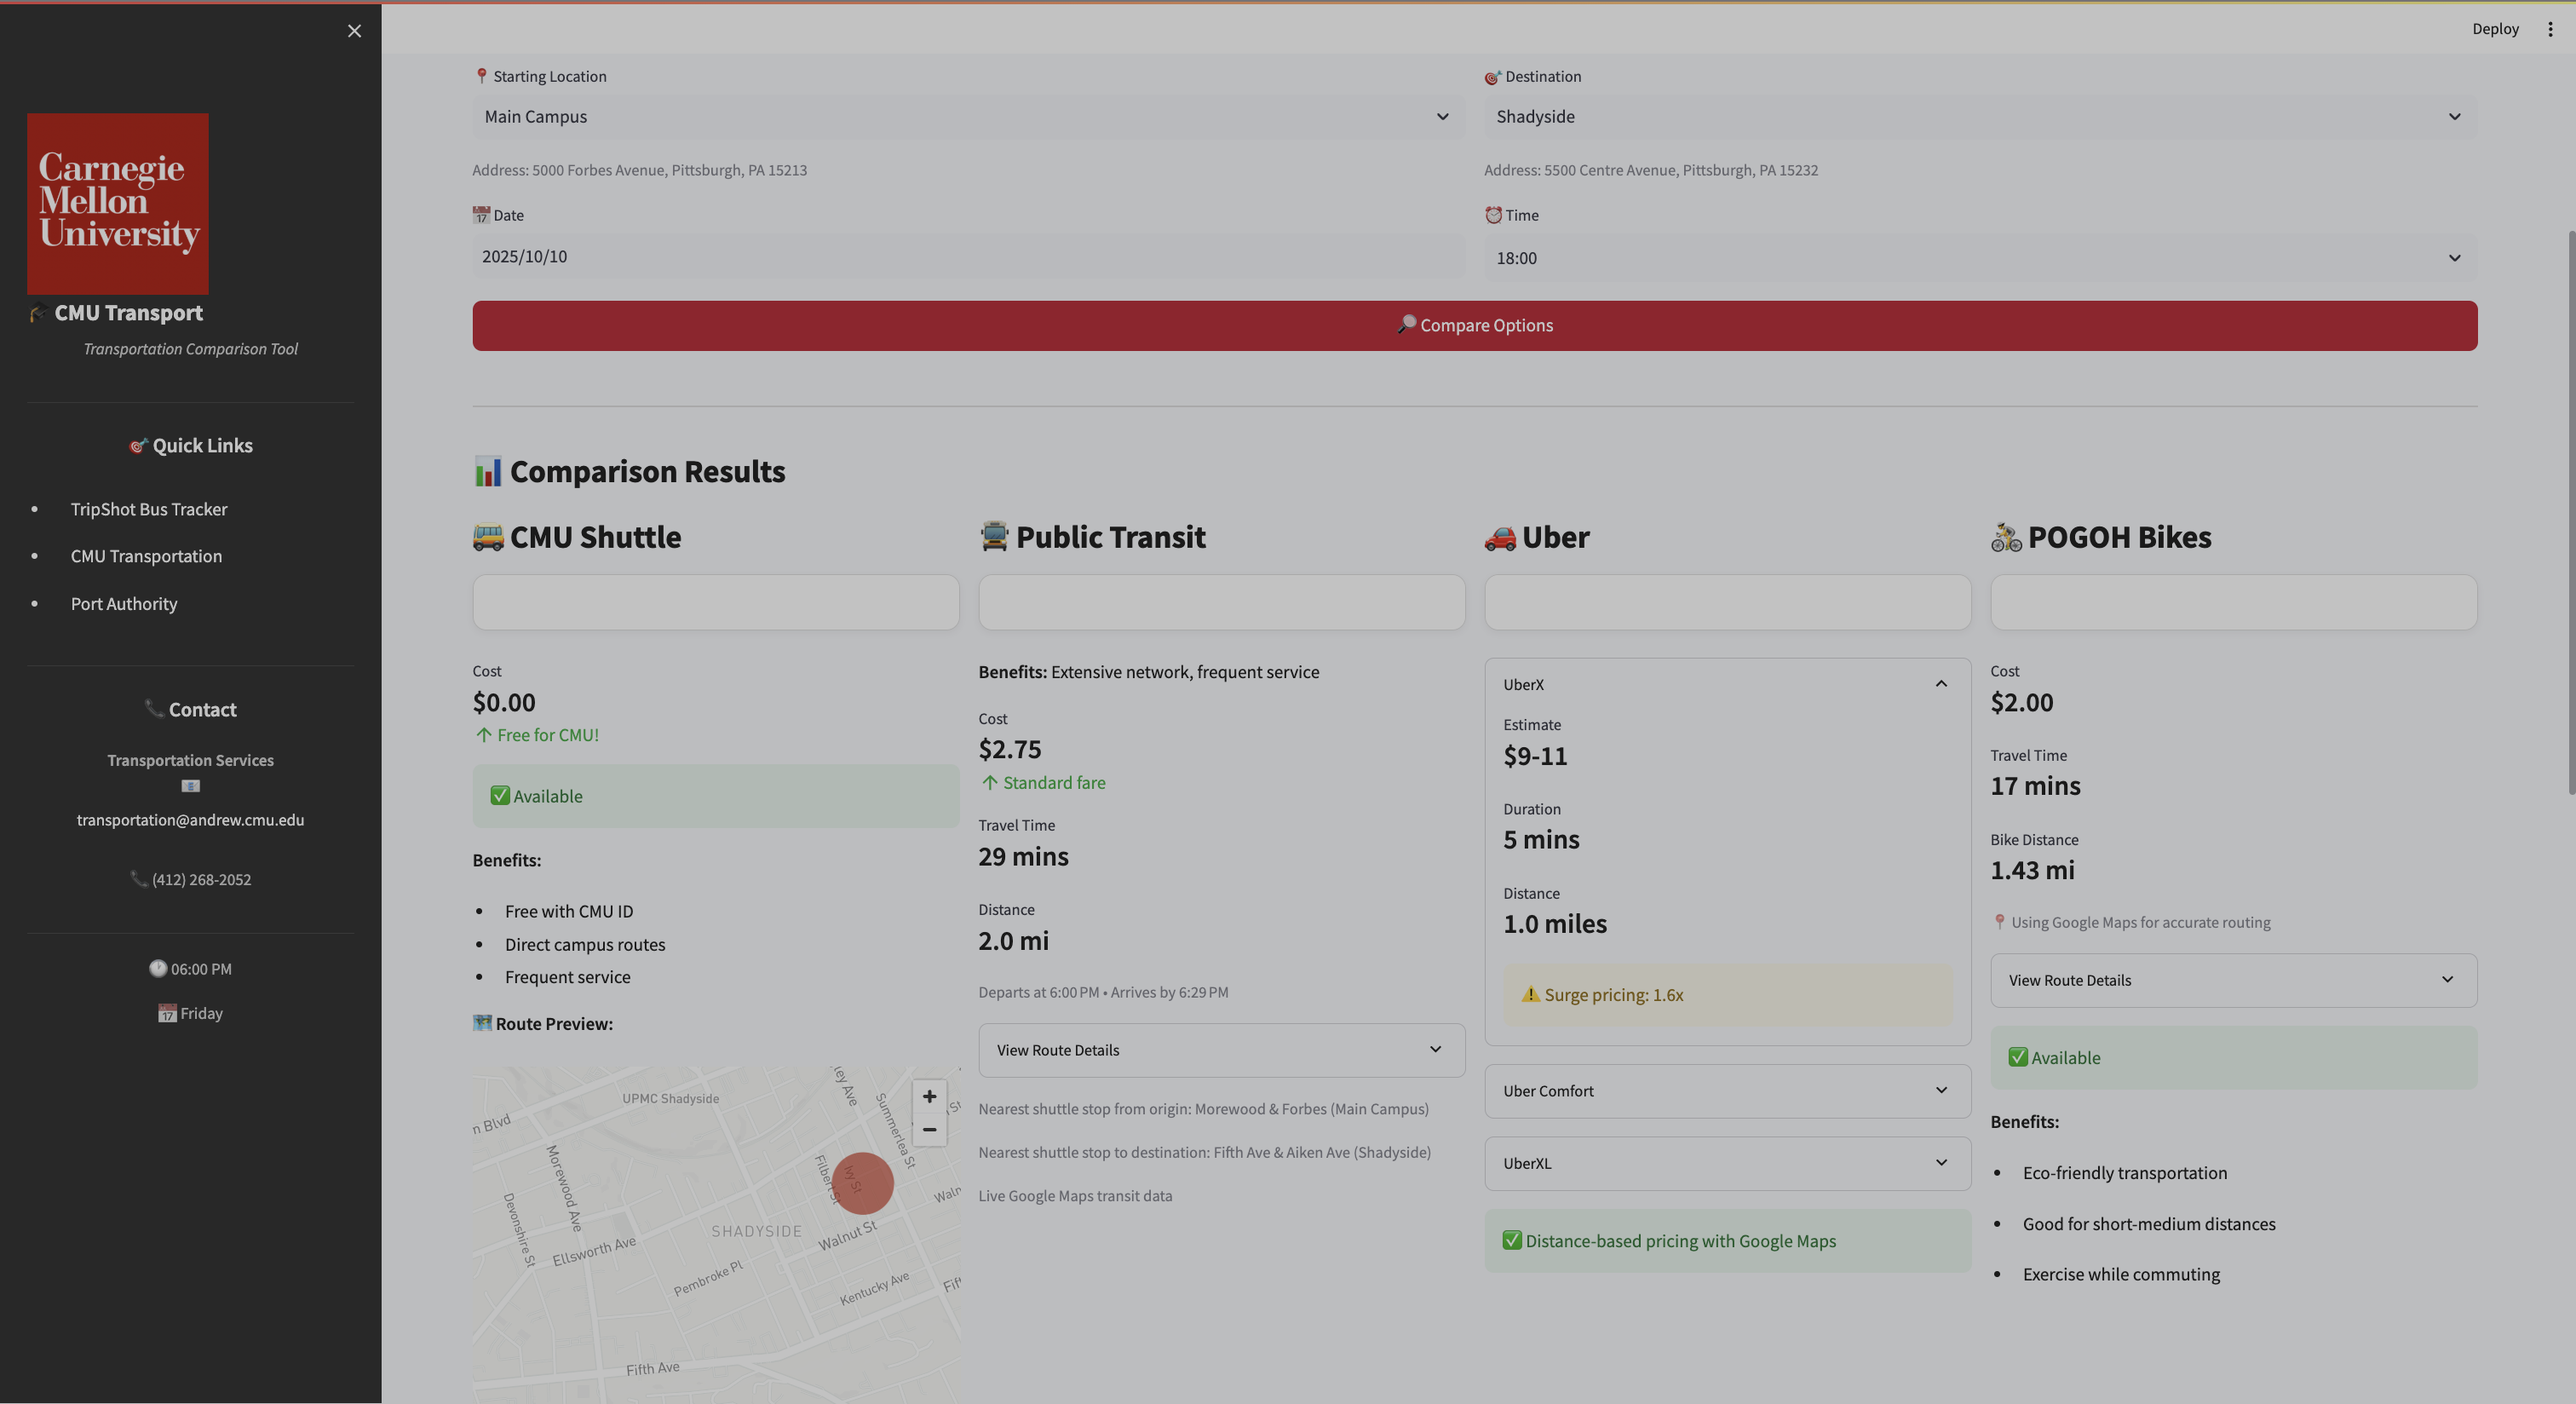 Deploy
Carnegie
Mellon
University
🎓 CMU Transport
Transportation Comparison Tool
🎯 Quick Links
• TripShot Bus Tracker
• CMU Transportation
• Port Authority
📞 Contact
Transportation Services
📧
transportation@andrew.cmu.edu
📞 (412) 268-2052
🕐 06:00 PM
📅 Friday
📍 Starting Location
Main Campus
Address: 5000 Forbes Avenue, Pittsburgh, PA 15213
🎯 Destination
Shadyside
Address: 5500 Centre Avenue, Pittsburgh, PA 15232
📅 Date
2025/10/10
⏰ Time
18:00
🔎 Compare Options
📊 Comparison Results
🚌 CMU Shuttle
Cost
$0.00
↑ Free for CMU!
✅ Available
Benefits:
• Free with CMU ID
• Direct campus routes
• Frequent service
🗺️ Route Preview:
UPMC Shadyside
n Blvd
Morewood Ave
Devonshire St
Ellsworth Ave
SHADYSIDE
Pembroke Pl
Filbert St
Ivy St
ley Ave
Summerlea St
St
Waln
Walnut St
Kentucky Ave
Fif
Fifth Ave
+
−
🚍 Public Transit
Benefits: Extensive network, frequent service
Cost
$2.75
↑ Standard fare
Travel Time
29 mins
Distance
2.0 mi
Departs at 6:00 PM • Arrives by 6:29 PM
View Route Details
Nearest shuttle stop from origin: Morewood & Forbes (Main Campus)
Nearest shuttle stop to destination: Fifth Ave & Aiken Ave (Shadyside)
Live Google Maps transit data
🚗 Uber
UberX
Estimate
$9-11
Duration
5 mins
Distance
1.0 miles
⚠️ Surge pricing: 1.6x
Uber Comfort
UberXL
✅ Distance-based pricing with Google Maps
🚴 POGOH Bikes
Cost
$2.00
Travel Time
17 mins
Bike Distance
1.43 mi
📍 Using Google Maps for accurate routing
View Route Details
✅ Available
Benefits:
• Eco-friendly transportation
• Good for short-medium distances
• Exercise while commuting